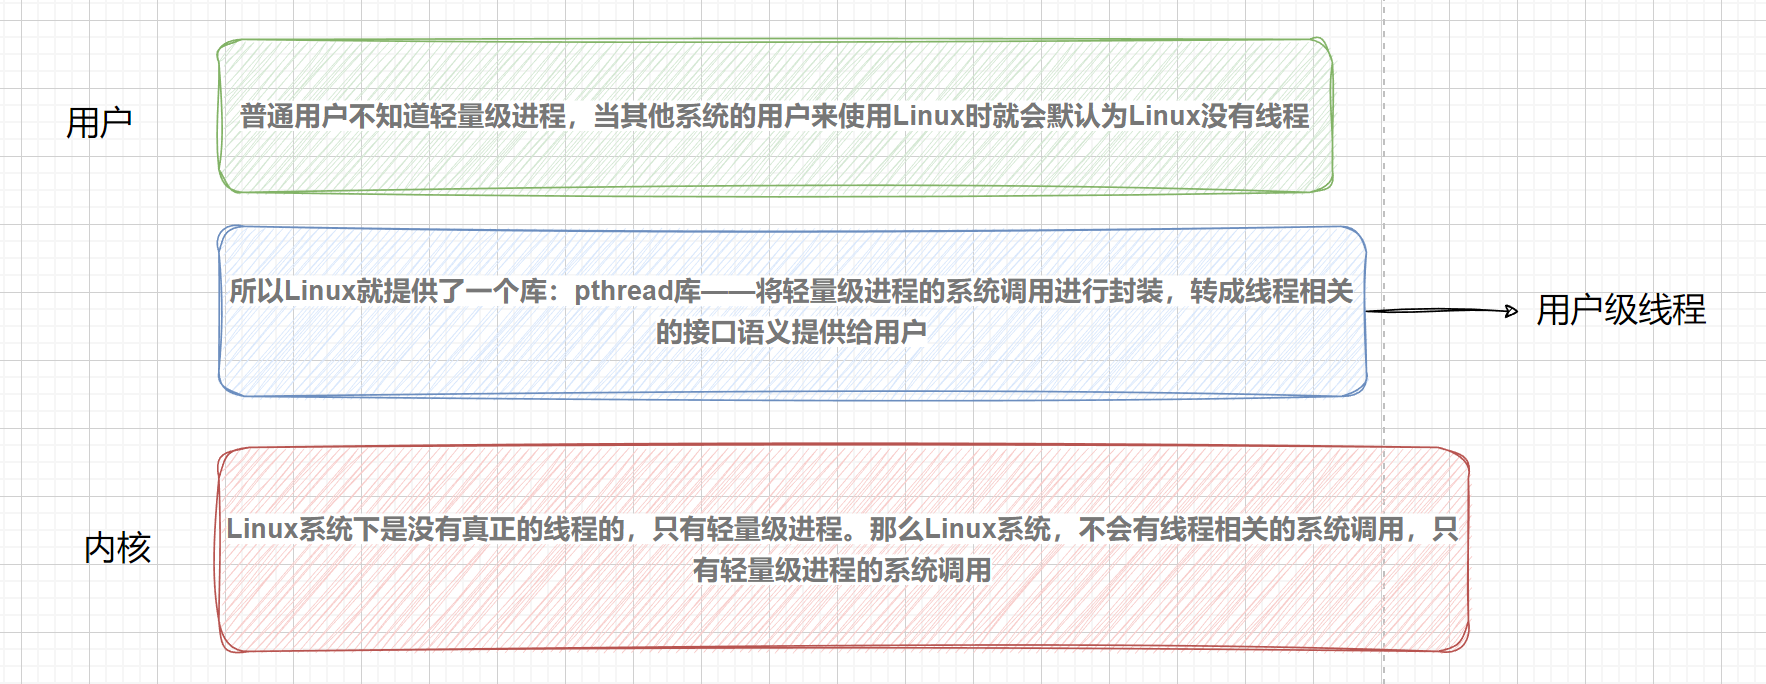 用户
普通用户不知道轻量级进程，当其他系统的用户来使用Linux时就会默认为Linux没有线程
所以Linux就提供了一个库：pthread库——将轻量级进程的系统调用进行封装，转成线程相关
的接口语义提供给用户
用户级线程
内核
Linux系统下是没有真正的线程的，只有轻量级进程。那么Linux系统，不会有线程相关的系统调用，只
有轻量级进程的系统调用